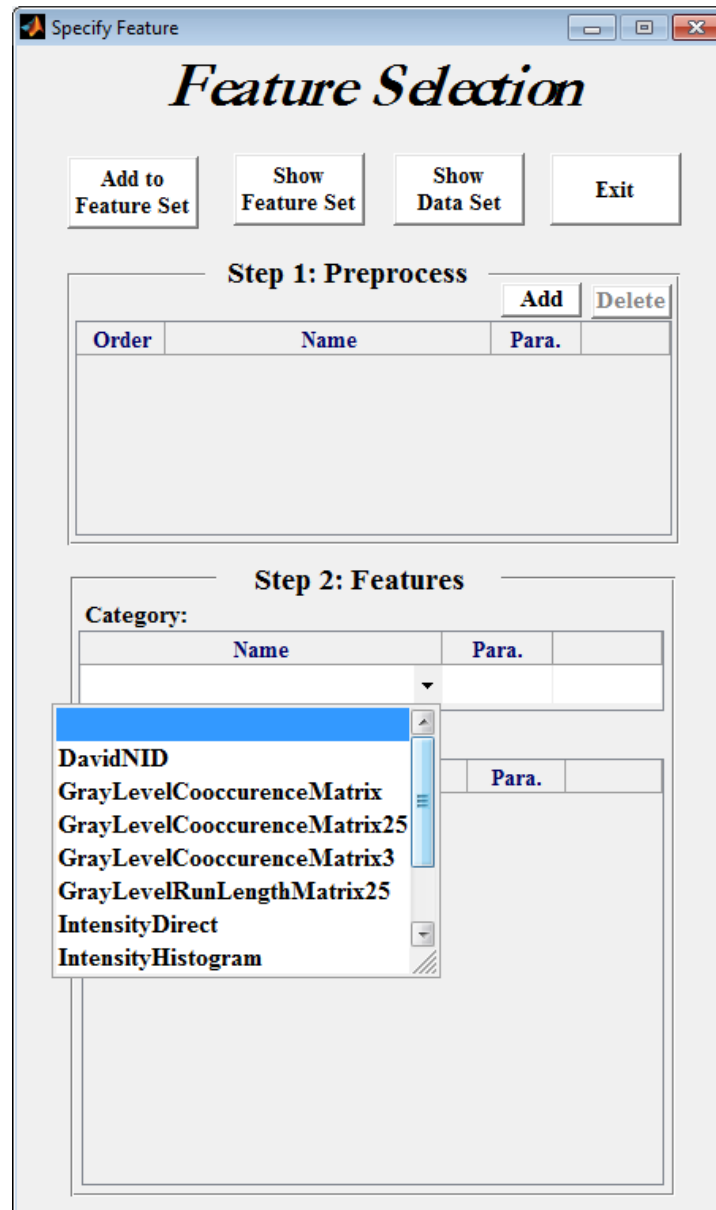 Specify Feature
Feature Selection
Add to
Feature Set
Show
Feature Set
Show
Data Set
Exit
Step 1: Preprocess
Add
Delete
Order
Name
Para.
Step 2: Features
Category:
Name
Para.
DavidNID
GrayLevelCooccurenceMatrix
GrayLevelCooccurenceMatrix25
GrayLevelCooccurenceMatrix3
GrayLevelRunLengthMatrix25
IntensityDirect
IntensityHistogram
Para.